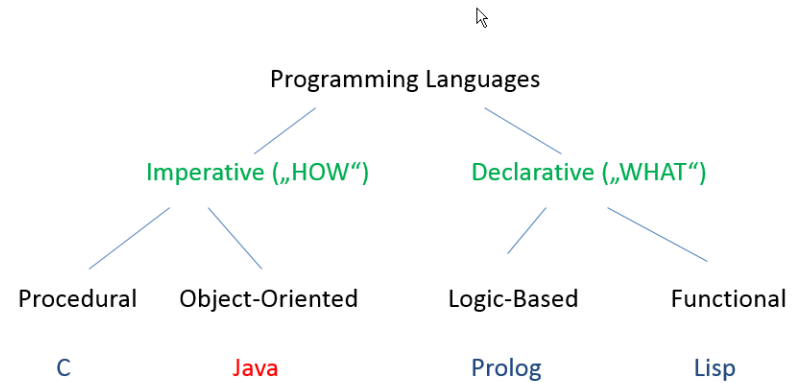 Programming Languages
Imperative („HOW“) Declarative („WHAT“)
Procedural Object-Oriented Logic-Based Functional
C Java Prolog Lisp